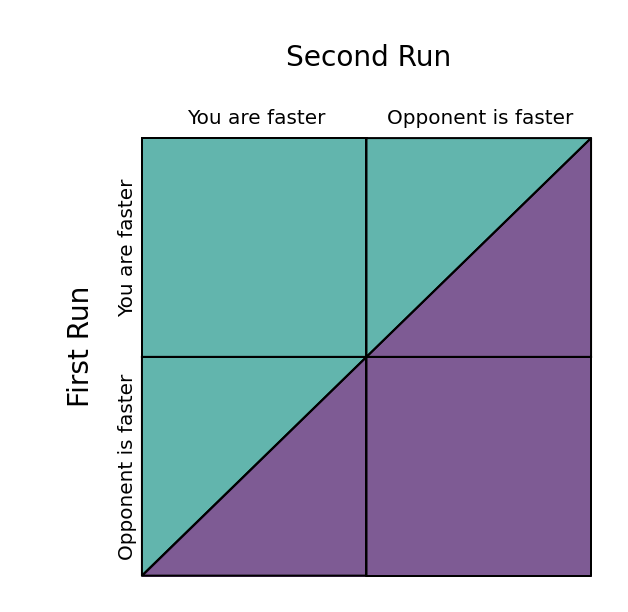 Second Run
You are faster
Opponent is faster
First Run
You are faster
Opponent is faster